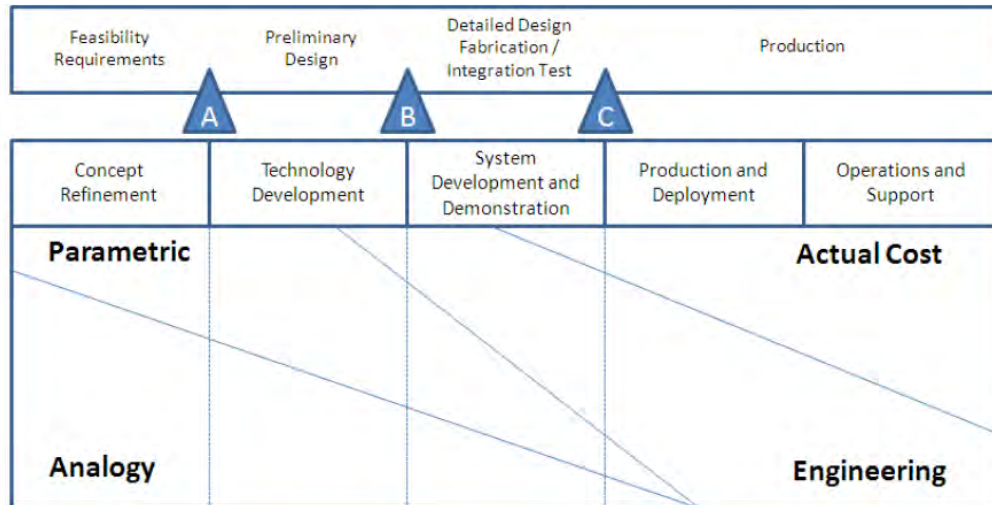 Feasibility
Requirements
Preliminary
Design
Detailed Design
Fabrication /
Integration Test
Production
A
B
C
Concept
Refinement
Technology
Development
System
Development and
Demonstration
Production and
Deployment
Operations and
Support
Parametric
Actual Cost
Analogy
Engineering